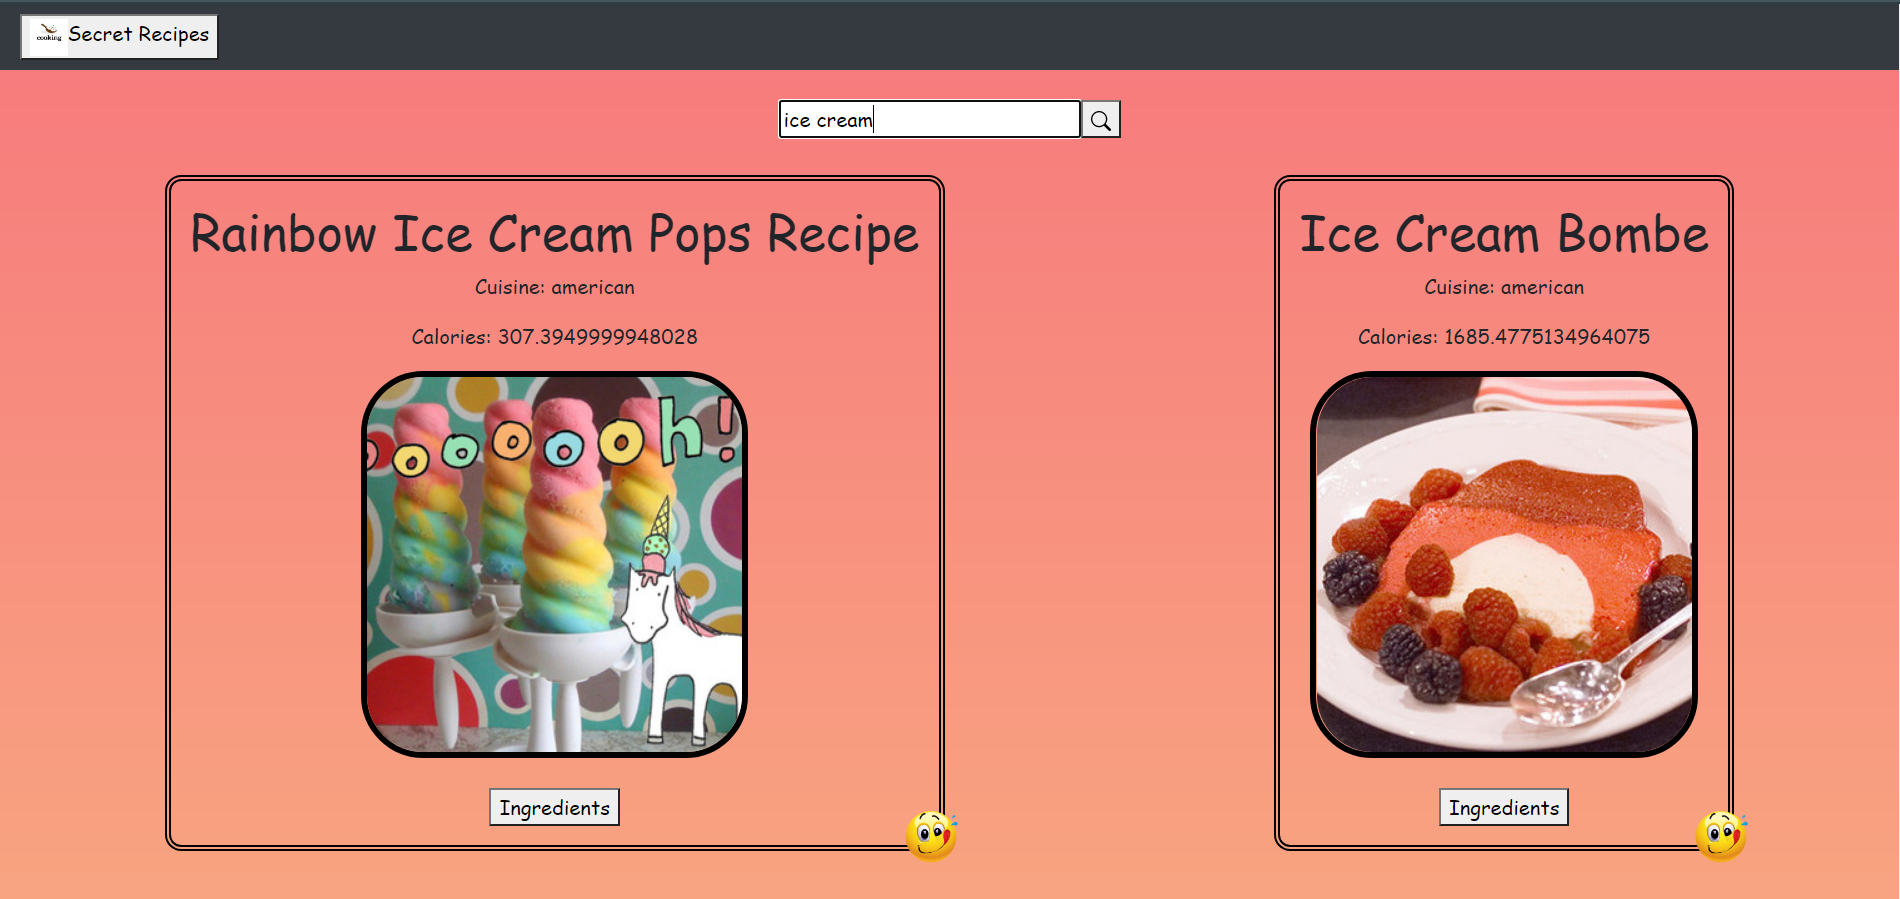 cooking
Secret Recipes
ice cream
Rainbow Ice Cream Pops Recipe
Cuisine: american
Calories: 307.3949999948028
ooooooh!
Ingredients
Ice Cream Bombe
Cuisine: american
Calories: 1685.4775134964075
Ingredients